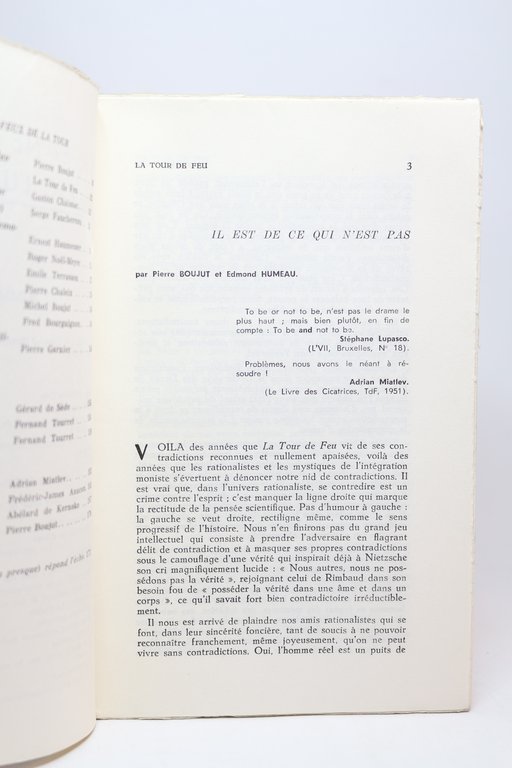 VŒUX DE LA TOUR
Pierre Boujut
La Tour de Feu
Gaston Chaissac
Serge Fauchereau
Ernest Humeau
Emile Terrasson
Pierre Chaleix
Michel Boujut
Fred Bourguignon
Pierre Garnier
Gérard de Sède
Fernand Tourret
Fernand Tourret
Adrian Miatlev
Frédéric-James
Abélard de Kernako
Pierre Boujut
presque) répond l'écho
LA TOUR DE FEU 3
IL EST DE CE QUI N'EST PAS
par Pierre BOUJUT et Edmond HUMEAU.
To be or not to be, n'est pas le drame le
plus haut ; mais bien plutôt, en fin de
compte : To be and not to be.
Stéphane Lupasco.
(L'VII, Bruxelles, N° 18).
Problèmes, nous avons le néant à ré-
soudre !
Adrian Miatlev.
(Le Livre des Cicatrices, TdF, 1951).
VOILA des années que La Tour de Feu vit de ses con-
tradictions reconnues et nullement apaisées, voilà des
années que les rationalistes et les mystiques de l'intégration
moniste s'évertuent à dénoncer notre nid de contradictions. Il
est vrai que, dans l'univers rationaliste, se contredire est un
crime contre l'esprit ; c'est manquer la ligne droite qui marque
la rectitude de la pensée scientifique. Pas d'humour à gauche :
la gauche se veut droite, rectiligne même, comme le sens
progressif de l'histoire. Nous n'en finirons pas du grand jeu
intellectuel qui consiste à prendre l'adversaire en flagrant
délit de contradiction et à masquer ses propres contradictions
sous le camouflage d'une vérité qui inspirait déjà à Nietzsche
son cri magnifiquement lucide : « Nous autres, nous ne pos-
sédons pas la vérité », rejoignant celui de Rimbaud dans son
besoin fou de « posséder la vérité dans une âme et dans un
corps », ce qu'il savait fort bien contradictoire irréductible-
ment.
Il nous est arrivé de plaindre nos amis rationalistes qui se
font, dans leur sincérité foncière, tant de soucis à ne pouvoir
reconnaître franchement, même joyeusement, qu'on ne peut
vivre sans contradictions. Oui, l'homme réel est un puits de